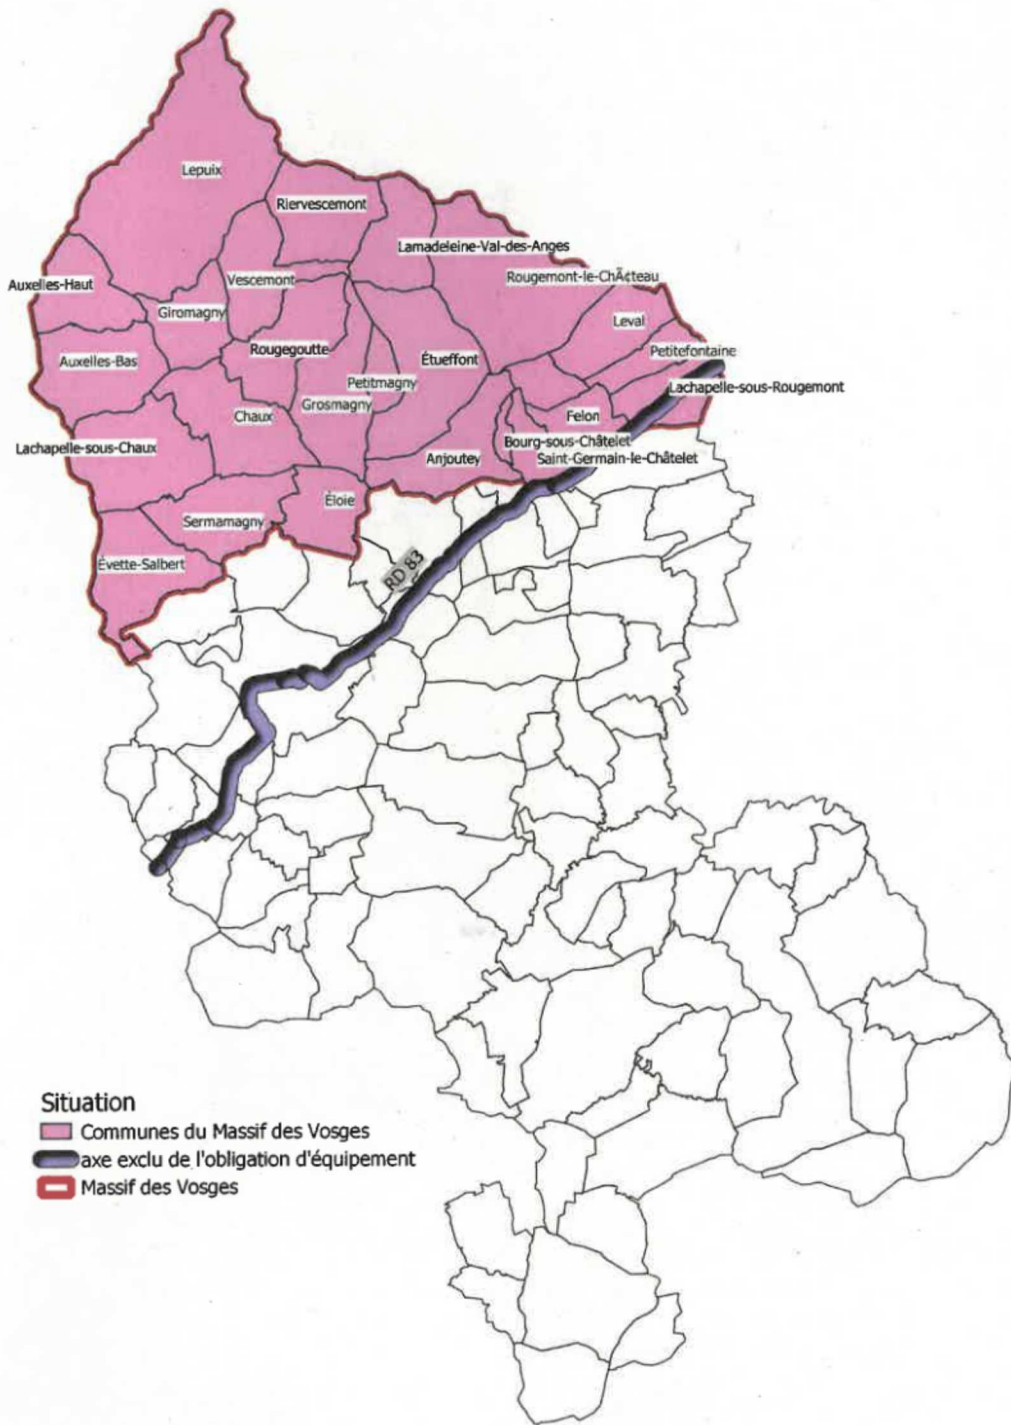 Lepuix
Riervescemont
Lamadeleine-Val-des-Anges
Auxelles-Haut
Vescemont
Rougemont-le-Châteteau
Giromagny
Leval
Rougegoutte
Petitefontaine
Auxelles-Bas
Étueffont
Petitmagny
Lachapelle-sous-Rougemont
Grosmagny
Chaux
Felon
Lachapelle-sous-Chaux
Bourg-sous-Châtelet
Anjoutey
Saint-Germain-le-Châtelet
Éloie
Sermamagny
Évette-Salbert
RD 83
Situation
Communes du Massif des Vosges
axe exclu de l'obligation d'équipement
Massif des Vosges